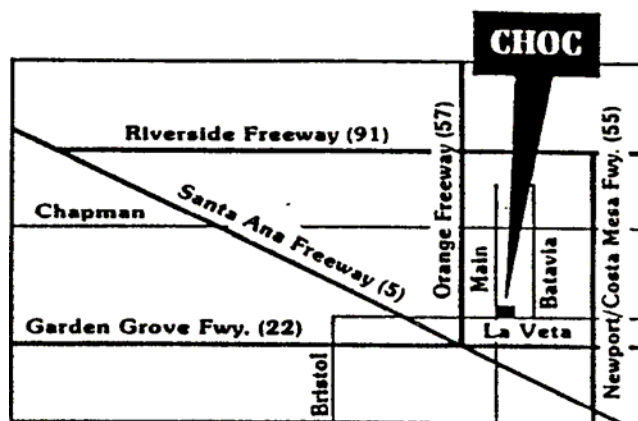 CHOC
Riverside Freeway (91)
Orange Freeway (57)
Newport/Costa Mesa Fwy. (55)
Santa Ana Freeway (5)
Chapman
Main
Batavia
Garden Grove Fwy. (22)
La Veta
Bristol